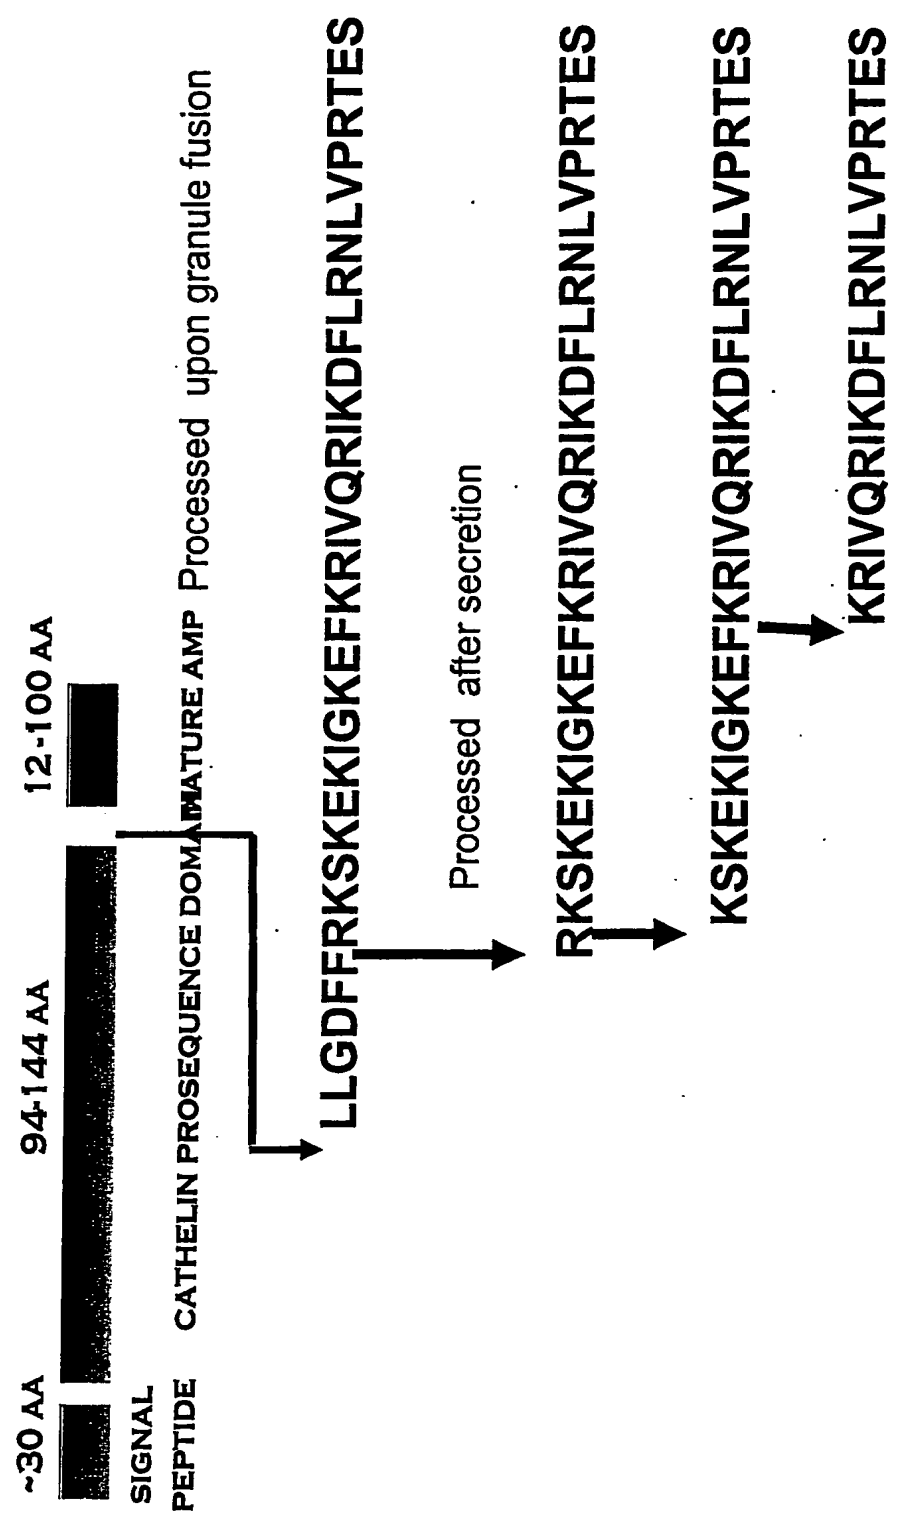 ~30 AA
94-144 AA
12-100 AA
SIGNAL
PEPTIDE
CATHELIN PROSEQUENCE DOMAIN
MATURE AMP
Processed upon granule fusion
LLGDFFRKSKEKIGKEFKRIVQRIKDFLRNLVPRTES
Processed after secretion
RKSKEKIGKEFKRIVQRIKDFLRNLVPRTES
KSKEKIGKEFKRIVQRIKDFLRNLVPRTES
KRIVQRIKDFLRNLVPRTES